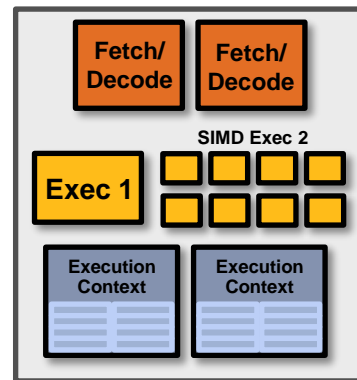 Fetch/
Decode
Fetch/
Decode
SIMD Exec 2
Exec 1
Execution
Context
Execution
Context